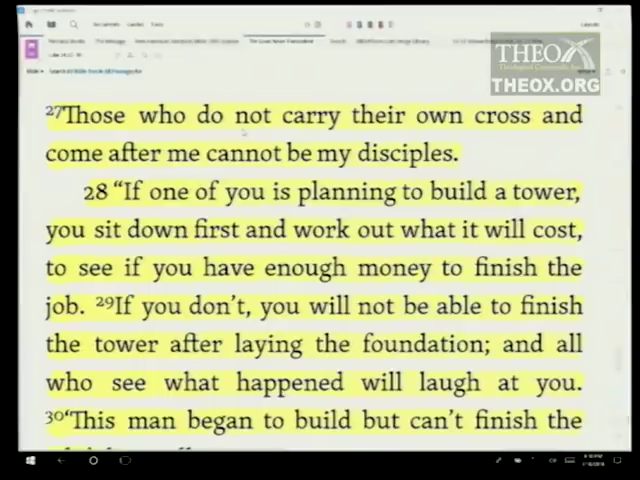 THEOX
THEOX.ORG
27Those who do not carry their own cross and
come after me cannot be my disciples.
28 “If one of you is planning to build a tower,
you sit down first and work out what it will cost,
to see if you have enough money to finish the
job. 29If you don’t, you will not be able to finish
the tower after laying the foundation; and all
who see what happened will laugh at you.
30‘This man began to build but can’t finish the